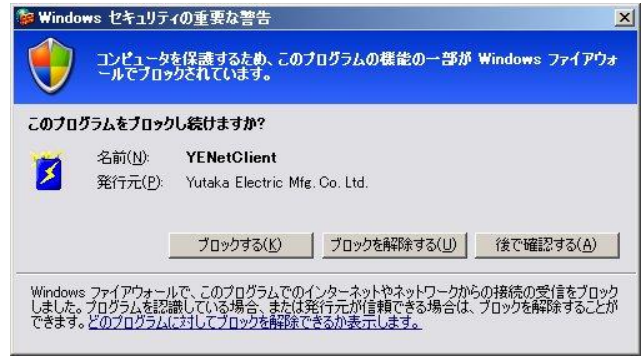 Windows セキュリティの重要な警告
コンピュータを保護するため、このプログラムの機能の一部が Windows ファイアウォ
ールでブロックされています。
このプログラムをブロックし続けますか?
名前(N): YENetClient
発行元(P): Yutaka Electric Mfg. Co. Ltd.
ブロックする(K) ブロックを解除する(U) 後で確認する(A)
Windows ファイアウォールで、このプログラムでのインターネットやネットワークからの接続の受信をブロック
しました。プログラムを認識している場合、または発行元が信頼できる場合は、ブロックを解除することが
できます。どのプログラムに対してブロックを解除できるか表示します。